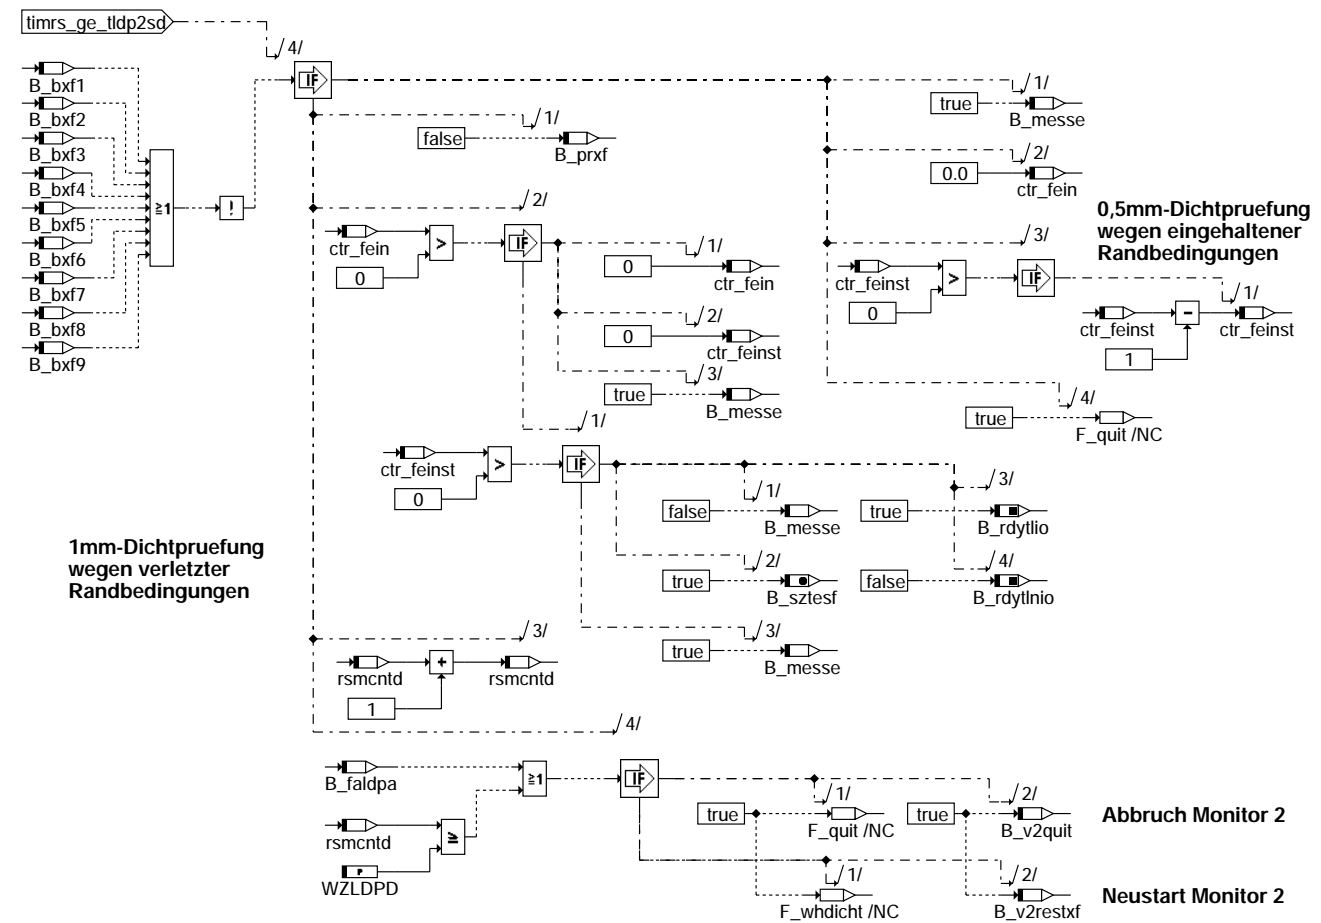 timrs_ge_tldp2sd
/4/
IF
B_bxf1
B_bxf2
B_bxf3
B_bxf4
B_bxf5
B_bxf6
B_bxf7
B_bxf8
B_bxf9
≥1
!
/1/
false
B_prxf
/2/
ctr_fein
0
>
IF
/1/
0
ctr_fein
/2/
0
ctr_feinst
/3/
true
B_messe
/1/
ctr_feinst
0
>
IF
/1/
false
B_messe
/2/
true
B_sztesf
/3/
true
B_rdytlio
/4/
false
B_rdytlnio
/3/
true
B_messe
/1/
true
B_messe
/2/
0.0
ctr_fein
0,5mm-Dichtpruefung
wegen eingehaltener
Randbedingungen
/3/
ctr_feinst
0
>
IF
/1/
ctr_feinst
-
ctr_feinst
1
/4/
true
F_quit /NC
1mm-Dichtpruefung
wegen verletzter
Randbedingungen
/3/
rsmcntd
+
rsmcntd
1
/4/
B_faldpa
≥1
IF
rsmcntd
≥
P
WZLDPD
/1/
true
F_quit /NC
/2/
true
B_v2quit
Abbruch Monitor 2
/1/
F_whdicht /NC
/2/
B_v2restxf
Neustart Monitor 2